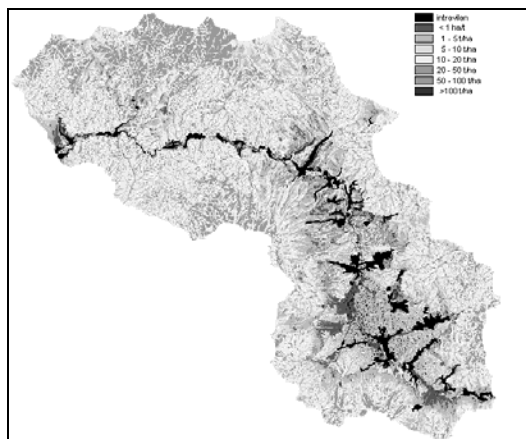 intravilan
< 1 ha/t
1 - 5 t/ha
5 - 10 t/ha
10 - 20 t/ha
20 - 50 t/ha
50 - 100 t/ha
>100 t/ha